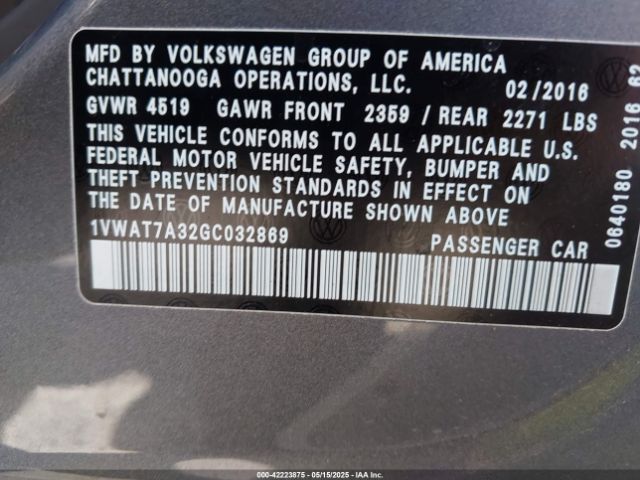 MFD BY VOLKSWAGEN GROUP OF AMERICA
CHATTANOOGA OPERATIONS, LLC. 02/2016
GVWR 4519 GAWR FRONT 2359 / REAR 2271 LBS
THIS VEHICLE CONFORMS TO ALL APPLICABLE U.S.
FEDERAL MOTOR VEHICLE SAFETY, BUMPER AND
THEFT PREVENTION STANDARDS IN EFFECT ON
THE DATE OF MANUFACTURE SHOWN ABOVE
1VWAT7A32GC032869 PASSENGER CAR
0640180 2016 62
000-42223875 - 05/15/2025 - IAA Inc.